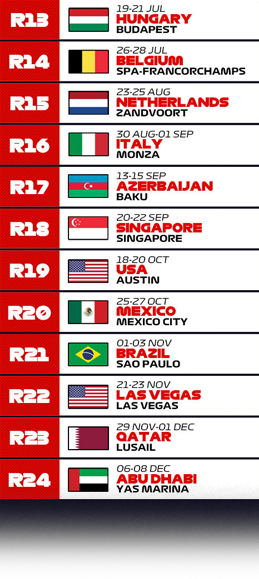 R13
19-21 JUL
HUNGARY
BUDAPEST
R14
26-28 JUL
BELGIUM
SPA-FRANCORCHAMPS
R15
23-25 AUG
NETHERLANDS
ZANDVOORT
R16
30 AUG-01 SEP
ITALY
MONZA
R17
13-15 SEP
AZERBAIJAN
BAKU
R18
20-22 SEP
SINGAPORE
SINGAPORE
R19
18-20 OCT
USA
AUSTIN
R20
25-27 OCT
MEXICO
MEXICO CITY
R21
01-03 NOV
BRAZIL
SAO PAULO
R22
21-23 NOV
LAS VEGAS
LAS VEGAS
R23
29 NOV-01 DEC
QATAR
LUSAIL
R24
06-08 DEC
ABU DHABI
YAS MARINA